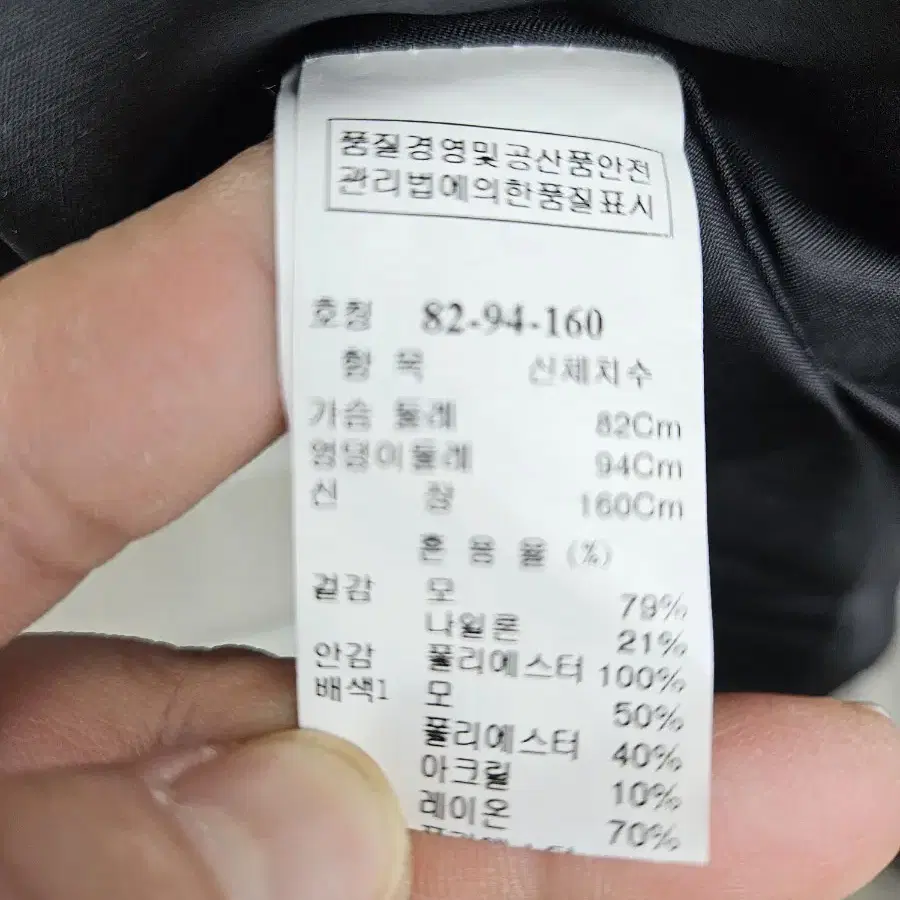 품질경영및공산품안전
관리법에의한품질표시
호칭 82-94-160
항 목 신체치수
가슴 둘레 82Cm
엉덩이둘레 94Cm
신 장 160Cm
혼 용 율 (%)
겉감 모 79%
나일론 21%
안감 폴리에스터 100%
배색1 모 50%
폴리에스터 40%
아크릴 10%
레이온 70%